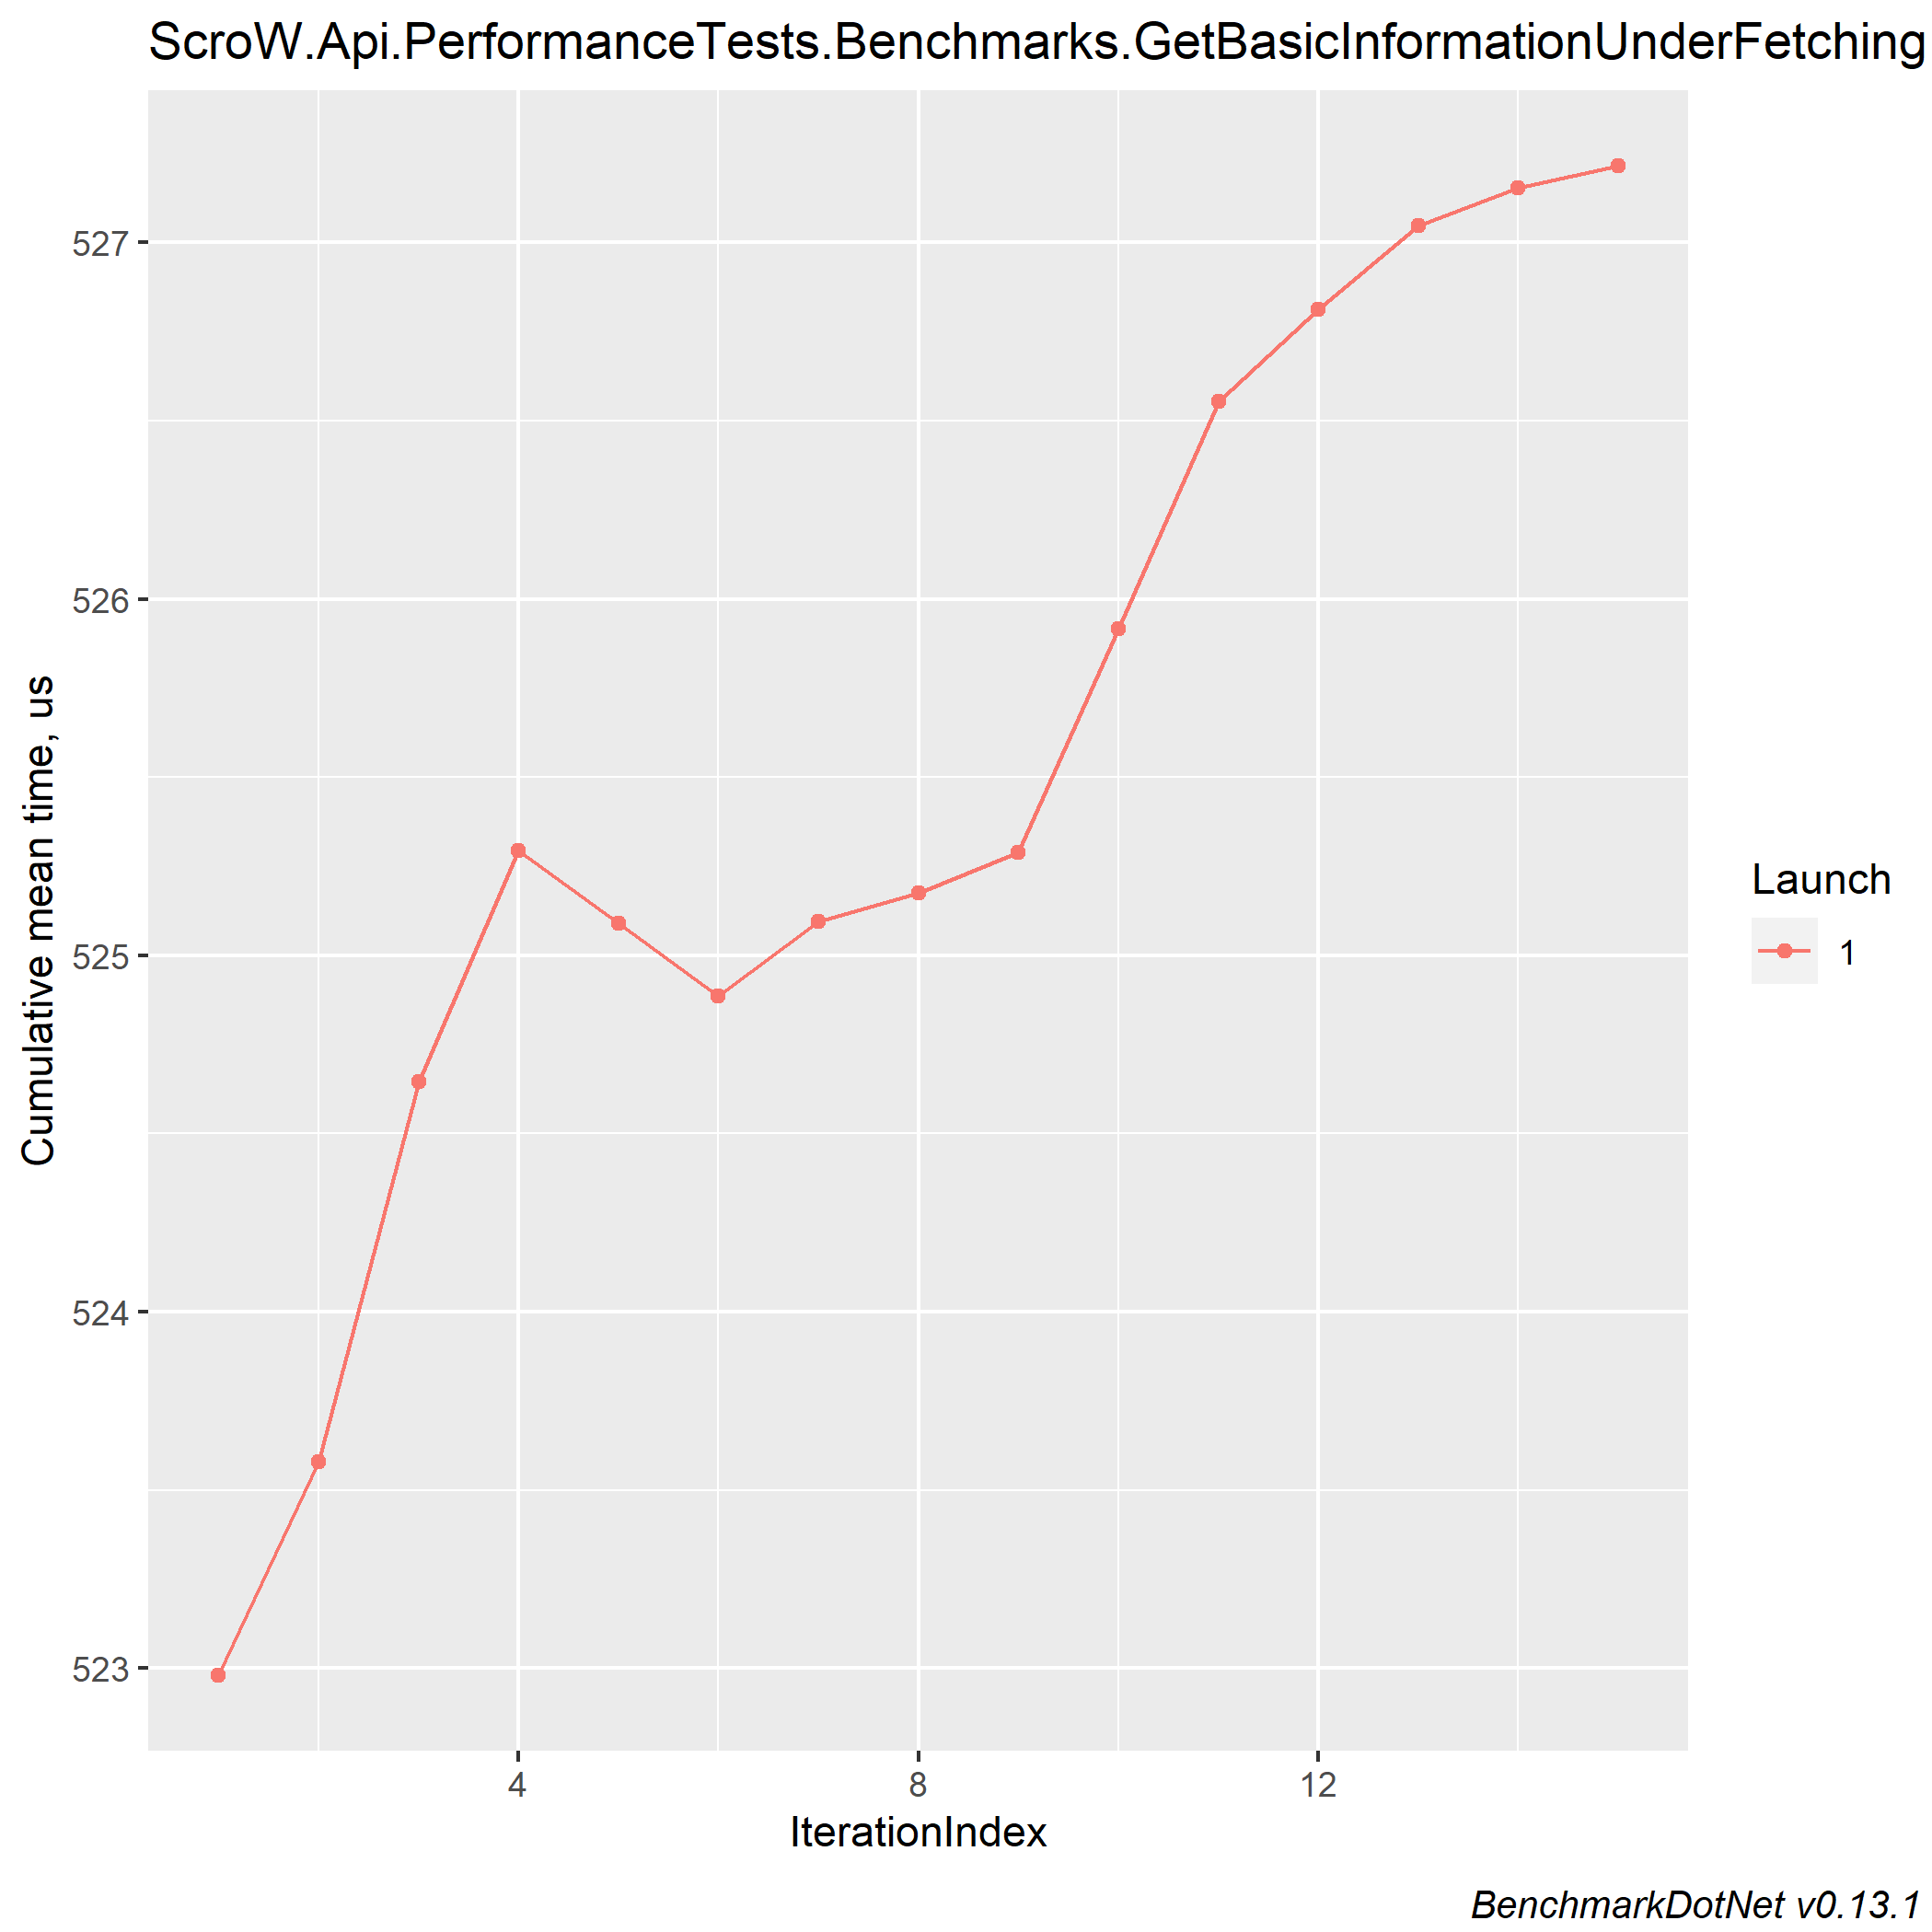 ScroW.Api.PerformanceTests.Benchmarks.GetBasicInformationUnderFetching
527
526
525
524
523
Cumulative mean time, us
4 8 12
IterationIndex
Launch
1
BenchmarkDotNet v0.13.1